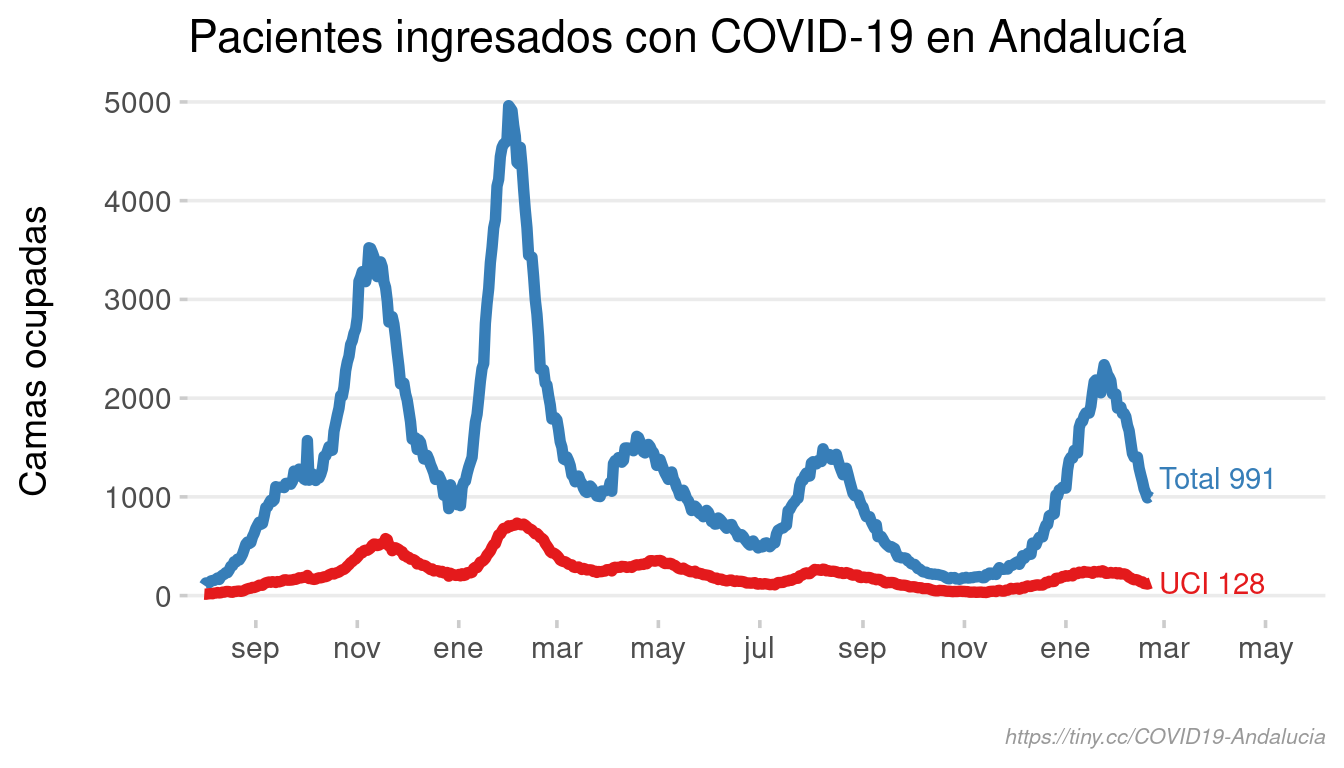 Pacientes ingresados con COVID-19 en Andalucía
Camas ocupadas
5000
4000
3000
2000
1000
0
Total 991
UCI 128
sep nov ene mar may jul sep nov ene mar may
https://tiny.cc/COVID19-Andalucia